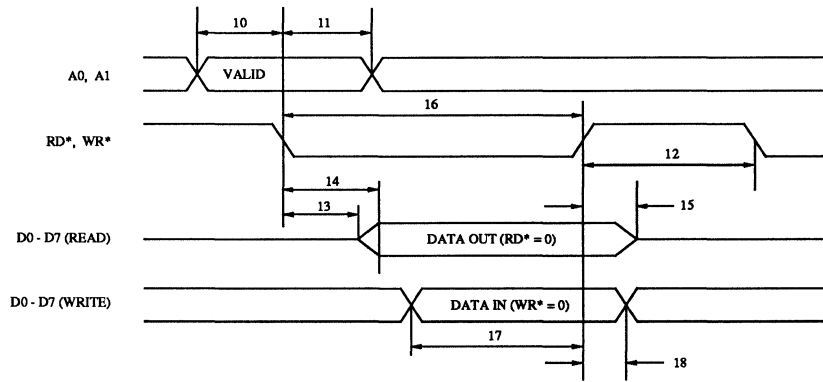 10 11
A0, A1 VALID
16
RD*, WR*
12
14
13 15
D0 - D7 (READ) DATA OUT (RD* = 0)
D0 - D7 (WRITE) DATA IN (WR* = 0)
17
18